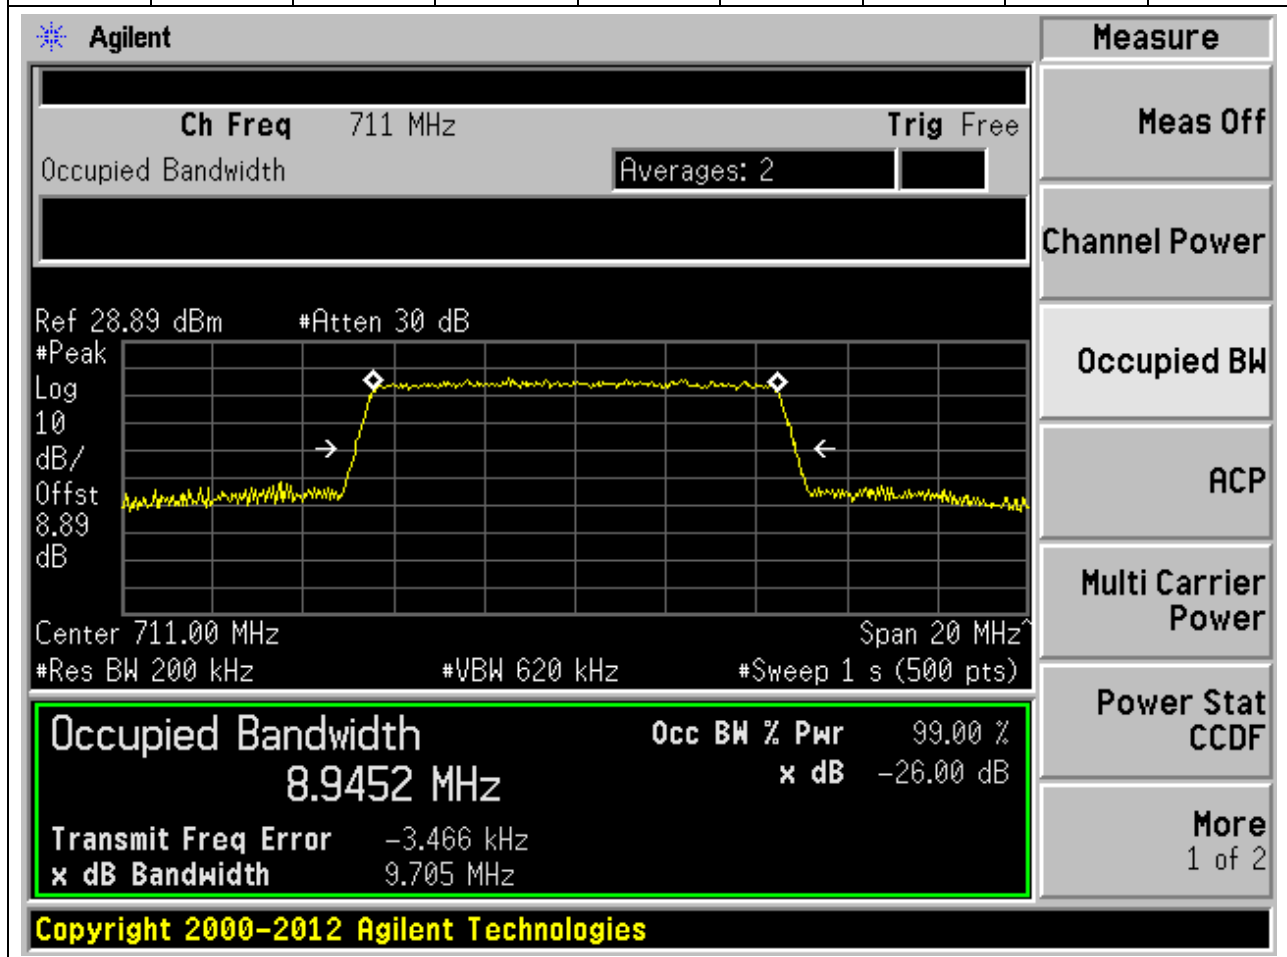 Agilent
Measure
Ch Freq 711 MHz Trig Free
Occupied Bandwidth Averages: 2
Meas Off
Channel Power
Occupied BW
ACP
Multi Carrier
Power
Power Stat
CCDF
More
1 of 2
Ref 28.89 dBm #Atten 30 dB
#Peak
Log
10
dB/
Offst
8.89
dB
Center 711.00 MHz Span 20 MHz^
#Res BW 200 kHz #VBW 620 kHz #Sweep 1 s (500 pts)
Occupied Bandwidth Occ BW % Pwr 99.00 %
8.9452 MHz x dB -26.00 dB
Transmit Freq Error -3.466 kHz
x dB Bandwidth 9.705 MHz
Copyright 2000-2012 Agilent Technologies